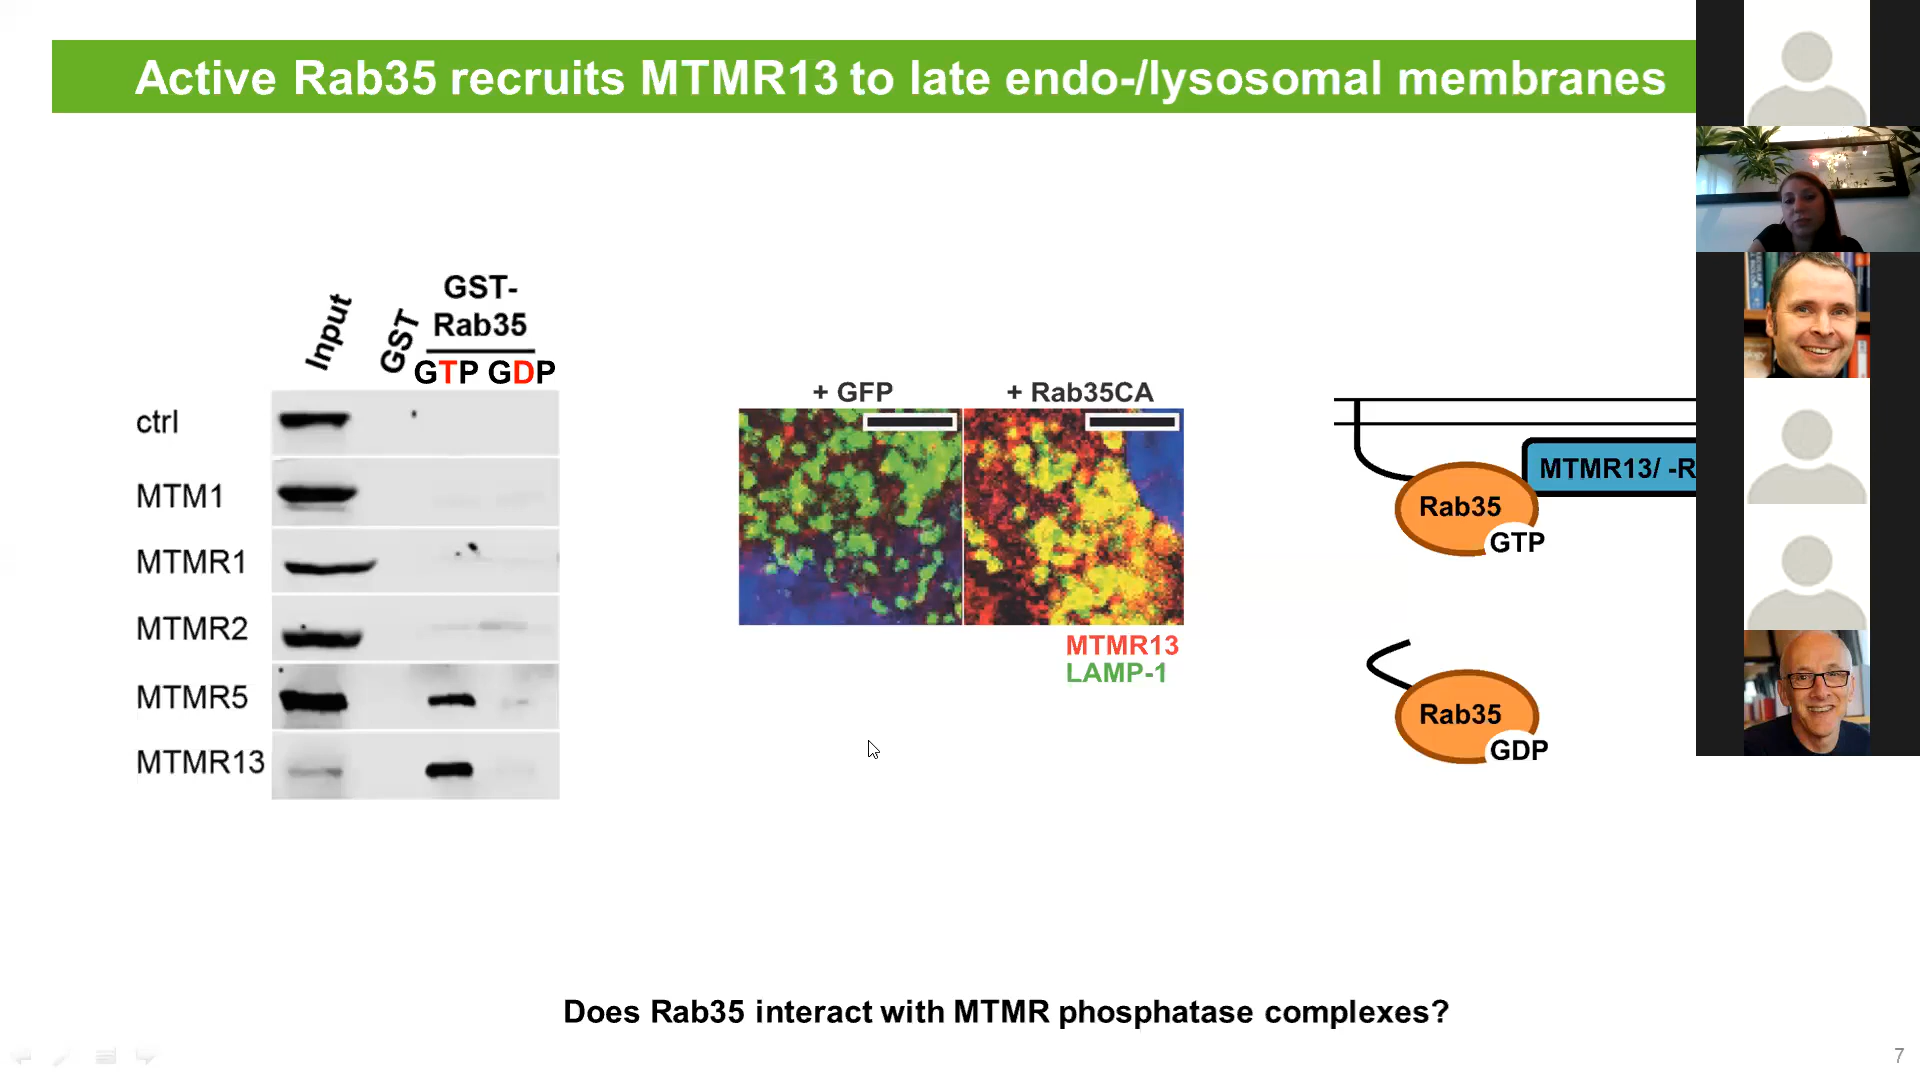 Active Rab35 recruits MTMR13 to late endo-/lysosomal membranes
Input
GST
GST-
Rab35
GTP GDP
ctrl
MTM1
MTMR1
MTMR2
MTMR5
MTMR13
+ GFP
+ Rab35CA
MTMR13
LAMP-1
MTMR13/ -R
Rab35
GTP
Rab35
GDP
Does Rab35 interact with MTMR phosphatase complexes?
7